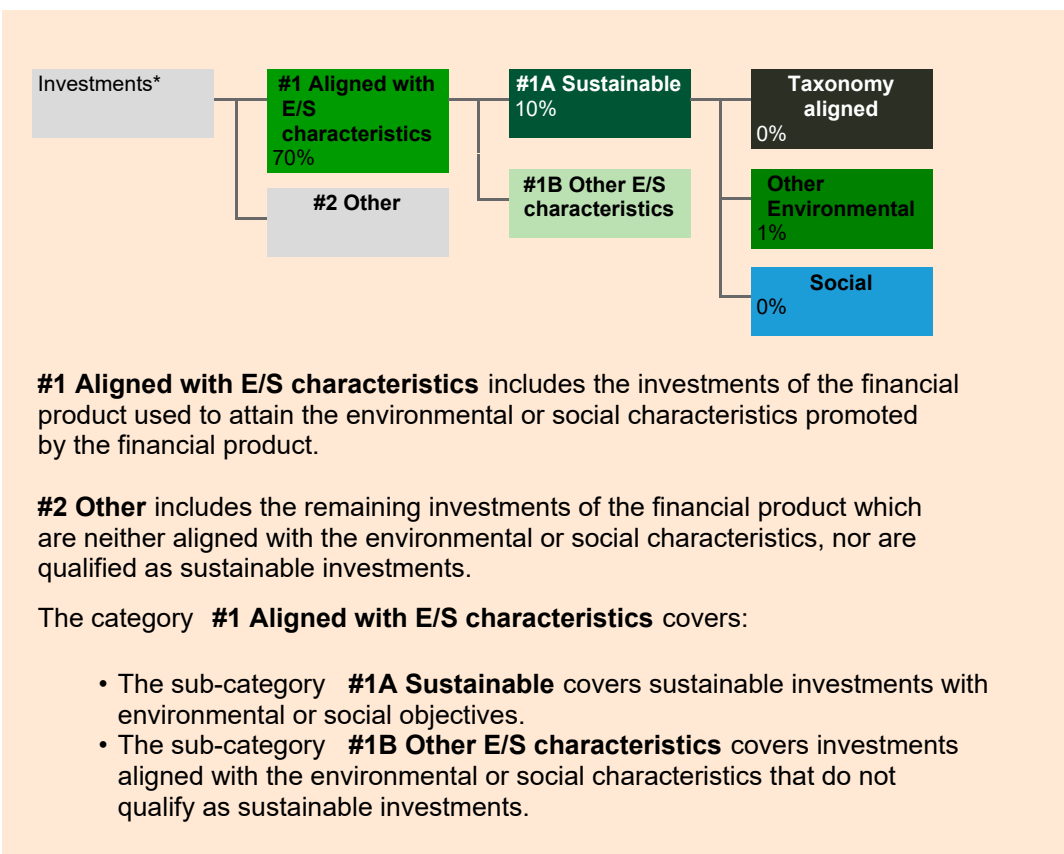 Investments*
#1 Aligned with
E/S
characteristics
70%
#2 Other
#1A Sustainable
10%
#1B Other E/S
characteristics
Taxonomy
aligned
0%
Other
Environmental
1%
Social
0%
#1 Aligned with E/S characteristics includes the investments of the financial
product used to attain the environmental or social characteristics promoted
by the financial product.
#2 Other includes the remaining investments of the financial product which
are neither aligned with the environmental or social characteristics, nor are
qualified as sustainable investments.
The category #1 Aligned with E/S characteristics covers:
• The sub-category #1A Sustainable covers sustainable investments with
environmental or social objectives.
• The sub-category #1B Other E/S characteristics covers investments
aligned with the environmental or social characteristics that do not
qualify as sustainable investments.